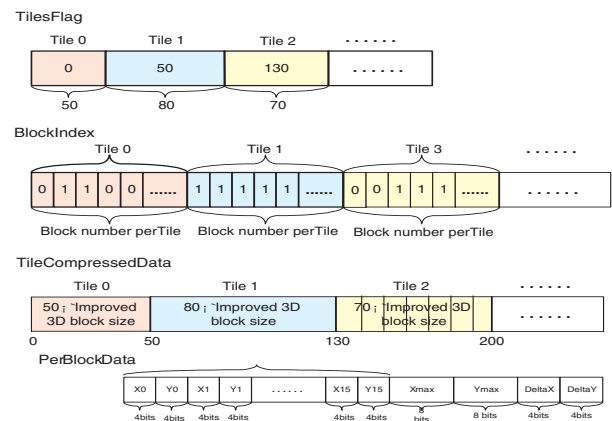 TilesFlag
Tile 0 Tile 1 Tile 2 ......
0 50 130 ......
50 80 70
BlockIndex
Tile 0 Tile 1 Tile 3 ......
0 1 1 0 0 ...... 1 1 1 1 1 ...... 0 0 1 1 1 ...... ......
Block number perTile Block number perTile Block number perTile
TileCompressedData
Tile 0 Tile 1 Tile 2 ......
50¡`Improved 80¡`Improved 3D 70¡`Improved 3D ......
3D block size block size block size
0 50 130 200
PerBlockData
X0 Y0 X1 Y1 ...... X15 Y15 Xmax Ymax DeltaX DeltaY
4bits 4bits 4bits 4bits 4bits 4bits 8 bits 8 bits 4bits 4bits